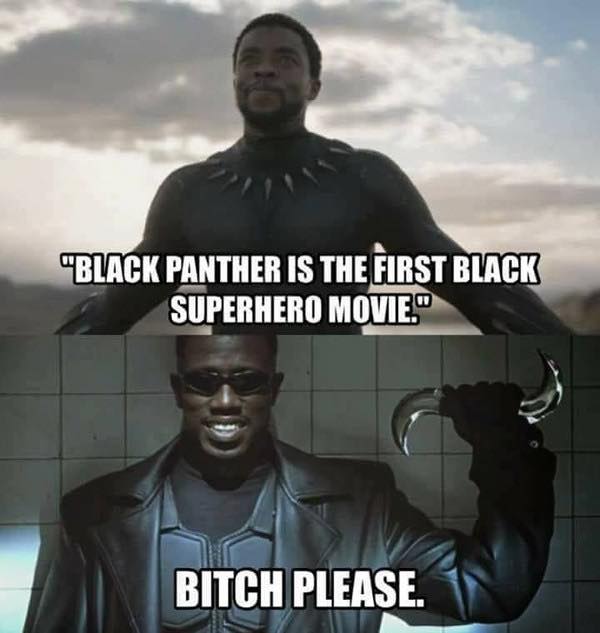 "BLACK PANTHER IS THE FIRST BLACK
SUPERHERO MOVIE."
BITCH PLEASE.